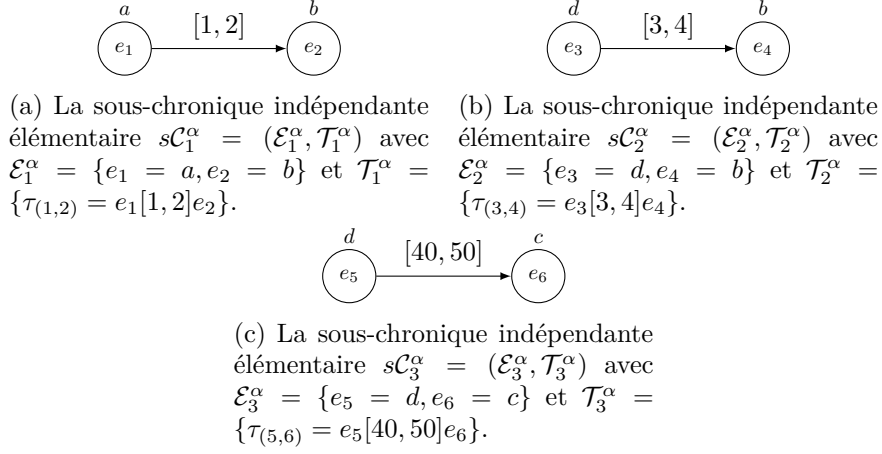 a [1, 2] b
e₁ e₂
d [3, 4] b
e₃ e₄
(a) La sous-chronique indépendante
élémentaire s𝒞₁^α = (ℰ₁^α, 𝒯₁^α) avec
ℰ₁^α = {e₁ = a, e₂ = b} et 𝒯₁^α =
{τ₍₁,₂₎ = e₁[1, 2]e₂}.
(b) La sous-chronique indépendante
élémentaire s𝒞₂^α = (ℰ₂^α, 𝒯₂^α) avec
ℰ₂^α = {e₃ = d, e₄ = b} et 𝒯₂^α =
{τ₍₃,₄₎ = e₃[3, 4]e₄}.
d [40, 50] c
e₅ e₆
(c) La sous-chronique indépendante
élémentaire s𝒞₃^α = (ℰ₃^α, 𝒯₃^α) avec
ℰ₃^α = {e₅ = d, e₆ = c} et 𝒯₃^α =
{τ₍₅,₆₎ = e₅[40, 50]e₆}.